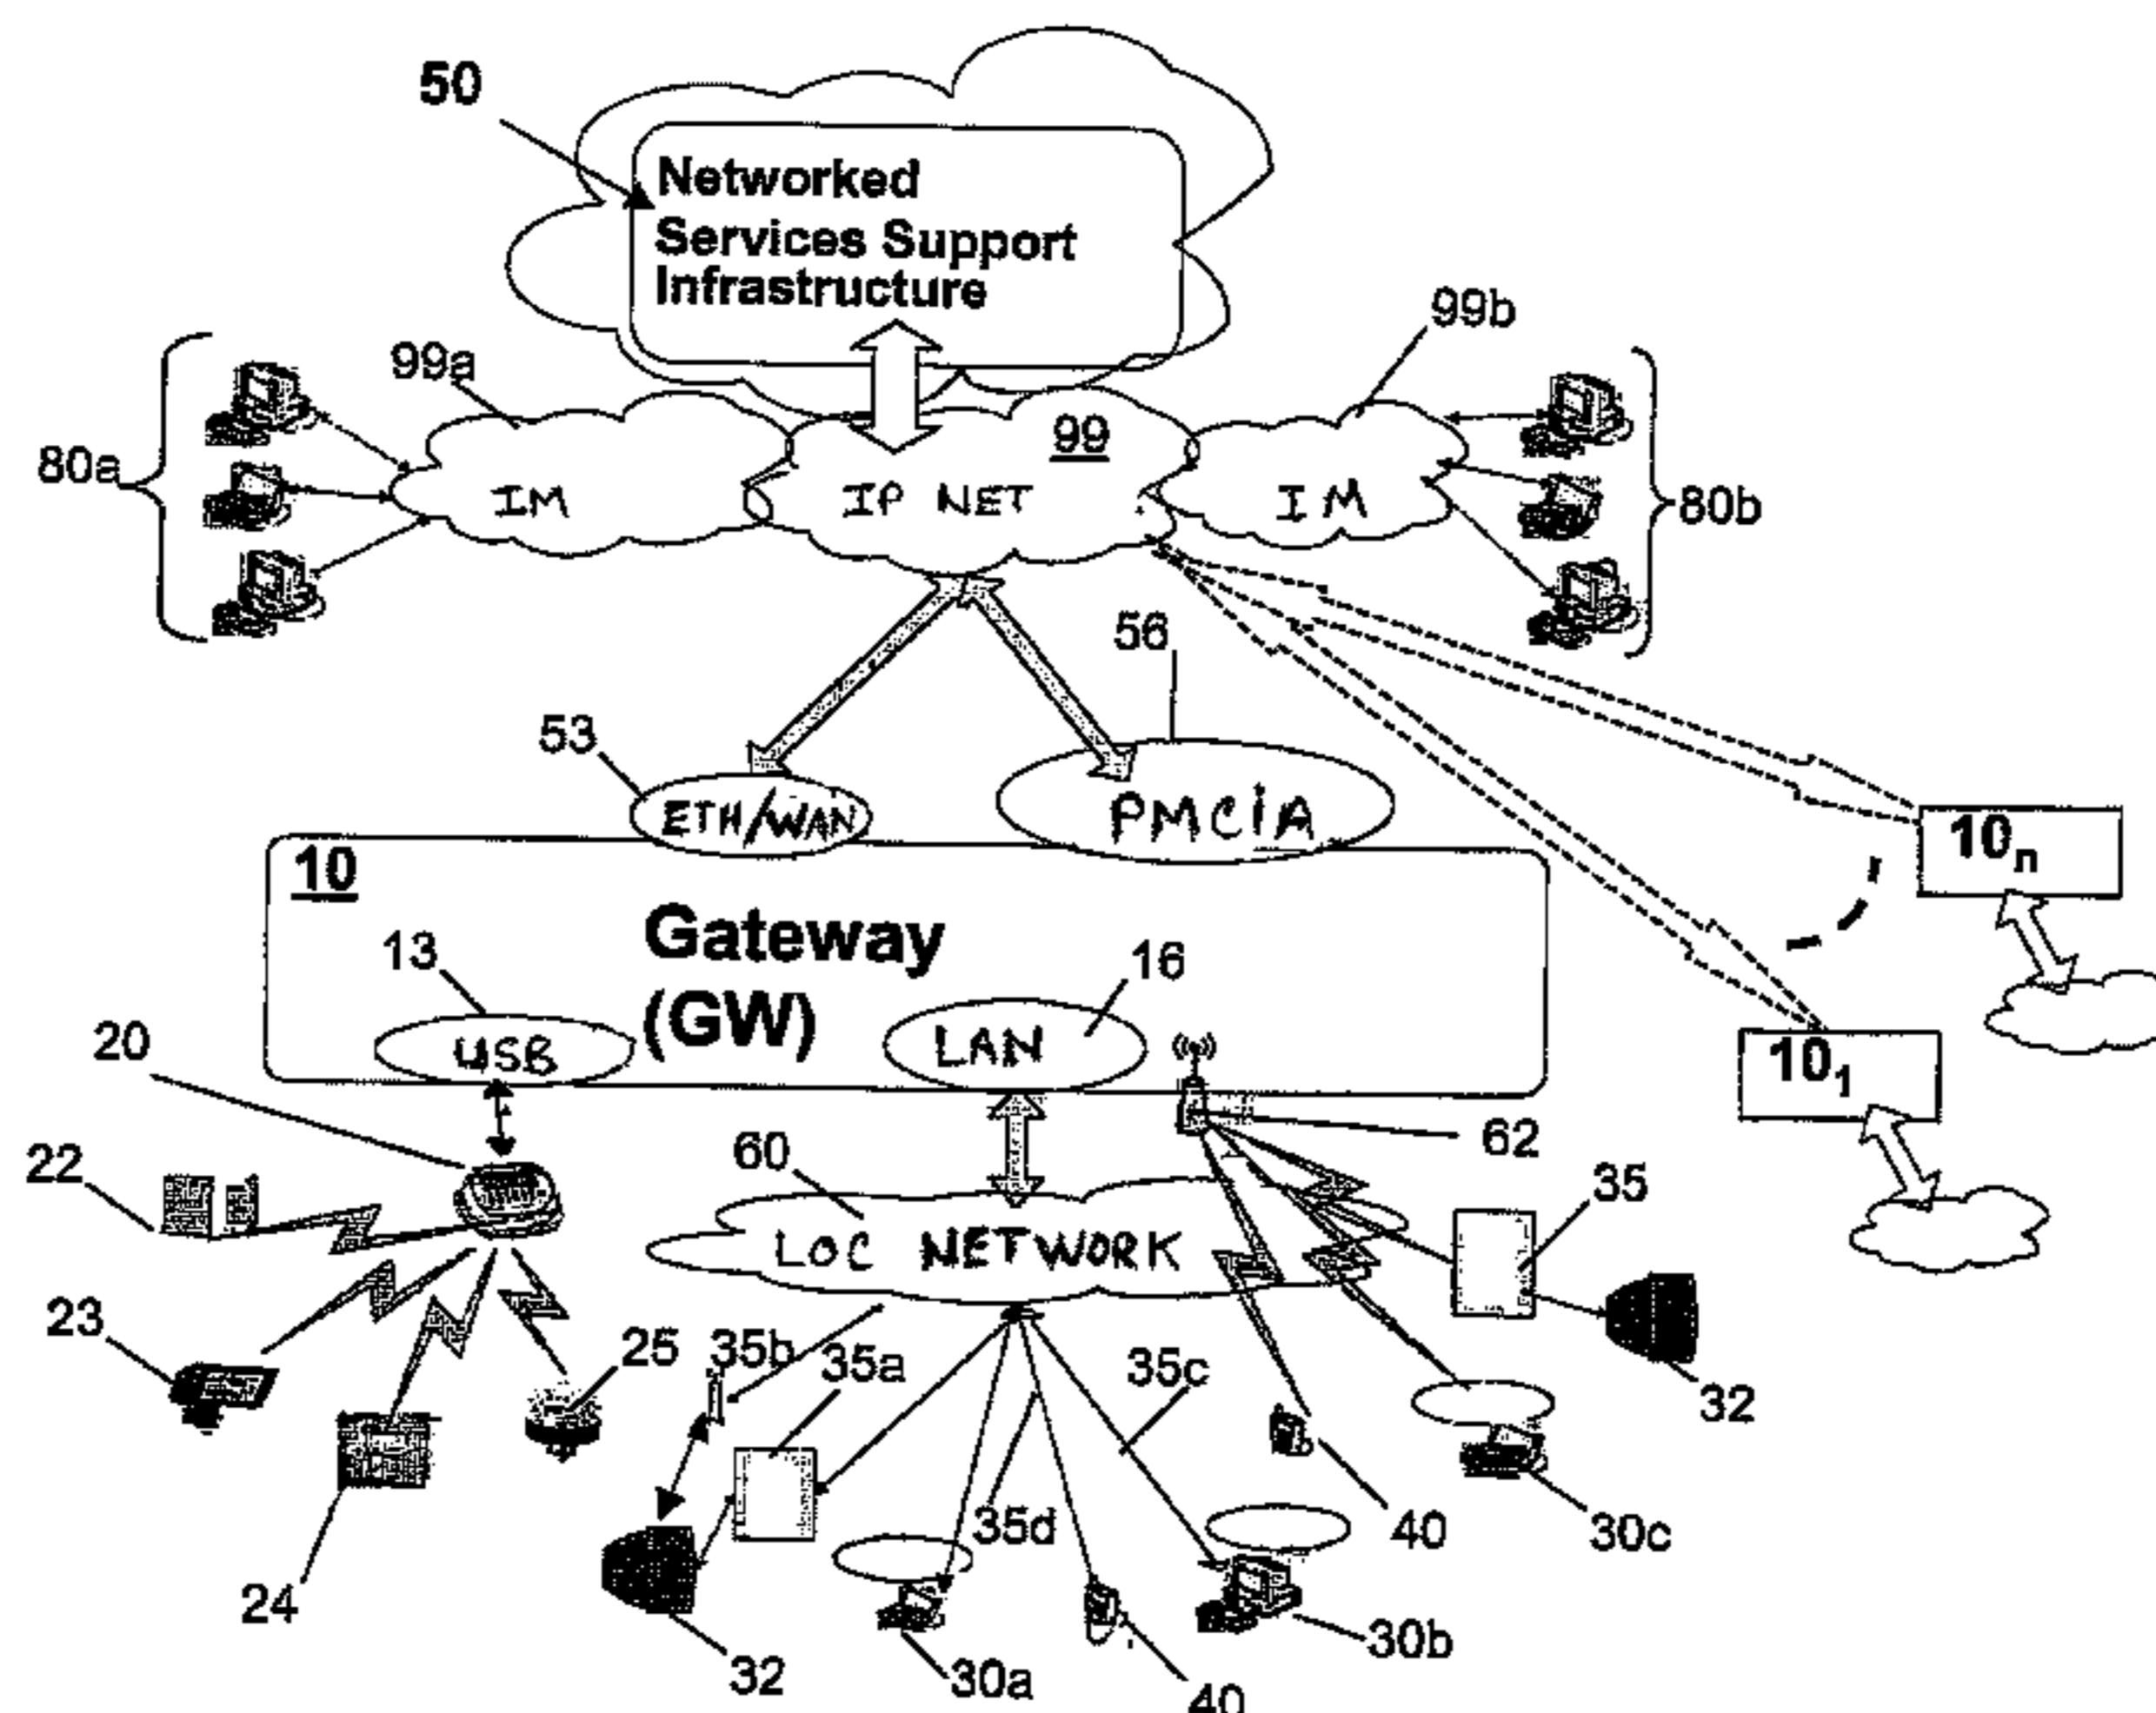 50
Networked
Services Support
Infrastructure
99a
99b
80a
IM
IP NET
99
IM
80b
56
53
ETH/WAN
PMCIA
10
Gateway
(GW)
13
USB
16
LAN
10n
101
20
22
60
62
LOC NETWORK
35
23
25
35b
35a
35c
32
24
35d
40
30c
32
30a
40
30b